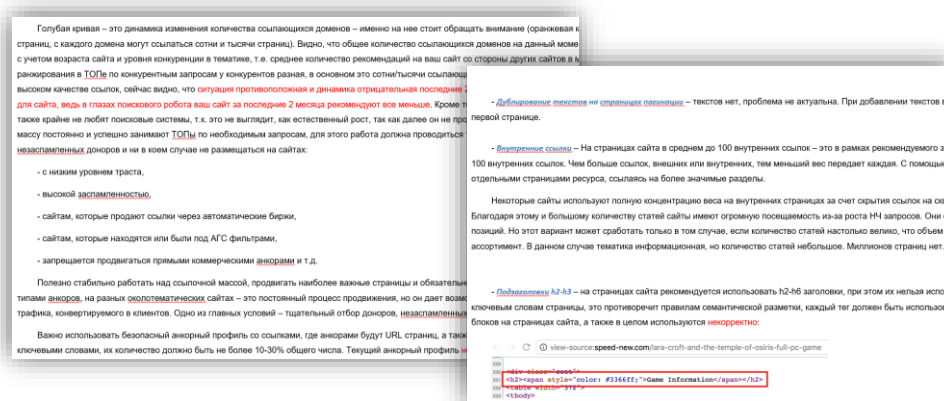 Голубая кривая – это динамика изменения количества ссылающихся доменов – именно на нее стоит обращать внимание (оранжевая
страниц, с каждого домена могут ссылаться сотни и тысячи страниц). Видно, что общее количество ссылающихся доменов на данный
с учетом возраста сайта и уровня конкуренции в тематике, т.е. среднее количество рекомендаций на ваш сайт со стороны других сайтов в
ранжирования в ТОПе по конкурентным запросам у конкурентов разная, в основном это сотни/тысячи
высоком качестве ссылок, сейчас видно, что ситуация противоположная и динамика отрицательная последние 2
для сайта, ведь в глазах поискового робота ваш сайт за последние 2 месяца рекомендуют все меньше. Кроме
также крайне не любят поисковые системы, т.к. это не выглядит, как естественный рост, так как далее он не
массу постоянно и успешно занимают ТОПы по необходимым запросам, для этого работа должна проводиться
незаспамленных доноров и ни в коем случае не размещаться на сайтах:
- с низким уровнем траста,
- высокой заспамленностью,
- сайтам, которые продают ссылки через автоматические биржи,
- сайтам, которые находятся или были под АГС фильтрами,
- запрещается продвигаться прямыми коммерческими анкорами и т.д.
Полезно стабильно работать над ссылочной массой, продвигать наиболее важные страницы и
типами анкоров, на разных околотематических сайтах – это постоянный процесс продвижения, но он дает
трафика, конвертируемого в клиентов. Одно из главных условий – тщательный отбор доноров, незаспамленных
Важно использовать безопасный анкорный профиль со ссылками, где анкорами будут URL страниц, а
ключевыми словами, их количество должно быть не более 10-30% общего числа. Текущий анкорный профиль
- Дублирование текстов на страницах пагинации – текстов нет, проблема не актуальна. При добавлении текстов
первой странице.
- Внутренние ссылки – На страницах сайта в среднем до 100 внутренних ссылок – это в рамках рекомендуемого
100 внутренних ссылок. Чем больше ссылок, внешних или внутренних, тем меньший вес передает каждая. С помощью
отдельными страницами ресурса, ссылаясь на более значимые разделы.
Некоторые сайты используют полную концентрацию веса на внутренних страницах за счет скрытия ссылок на
Благодаря этому и большому количеству статей сайты имеют огромную посещаемость из-за роста НЧ запросов. Они
позиций. Но этот вариант может сработать только в том случае, если количество статей настолько велико, что объем
ассортимент. В данном случае тематика информационная, но количество статей небольшое. Миллионов страниц нет.
- Подзаголовки h2-h3 – на страницах сайта рекомендуется использовать h2-h6 заголовки, при этом их нельзя
ключевым словам страницы, это противоречит правилам семантической разметки, каждый тег должен быть
блоков на страницах сайта, а также в целом используются некорректно:
view-source:speed-new.com/lara-croft-and-the-temple-of-osiris-full-pc-game
<div class="cont">
<h2><span style="color: #3366ff;">Game Information</span></h2>
<table width="372">
<tbody>